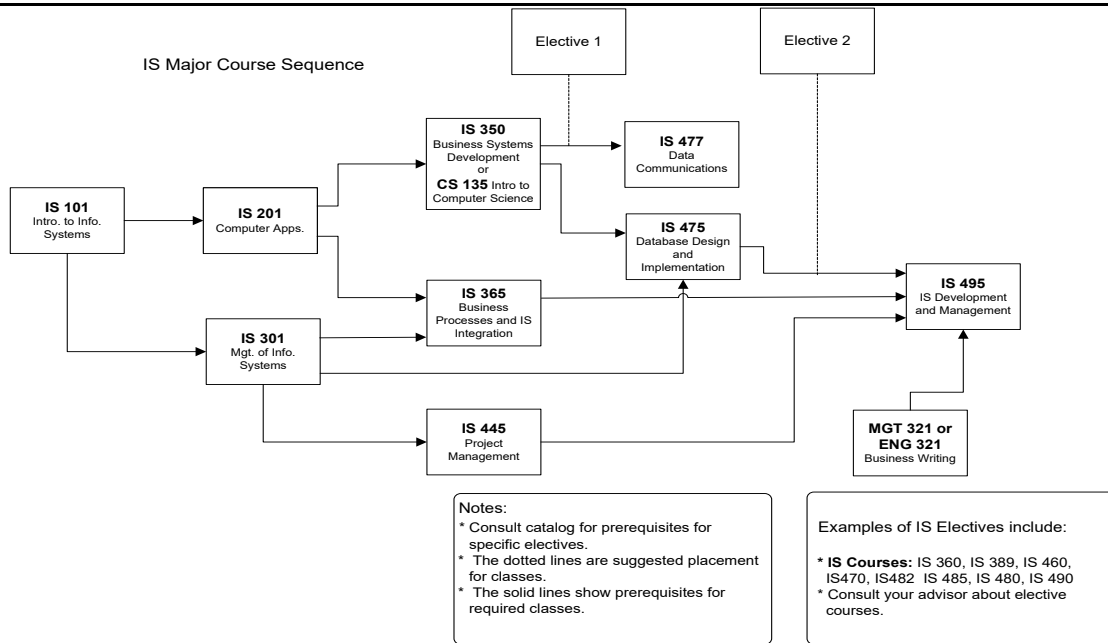 IS Major Course Sequence
Elective 1
Elective 2
IS 350
Business Systems
Development
or
CS 135 Intro to
Computer Science
IS 477
Data
Communications
IS 101
Intro. to Info.
Systems
IS 201
Computer Apps.
IS 475
Database Design
and
Implementation
IS 365
Business
Processes and IS
Integration
IS 495
IS Development
and Management
IS 301
Mgt. of Info.
Systems
IS 445
Project
Management
MGT 321 or
ENG 321
Business Writing
Notes:
* Consult catalog for prerequisites for
specific electives.
* The dotted lines are suggested placement
for classes.
* The solid lines show prerequisites for
required classes.
Examples of IS Electives include:
* IS Courses: IS 360, IS 389, IS 460,
IS470, IS482 IS 485, IS 480, IS 490
* Consult your advisor about elective
courses.